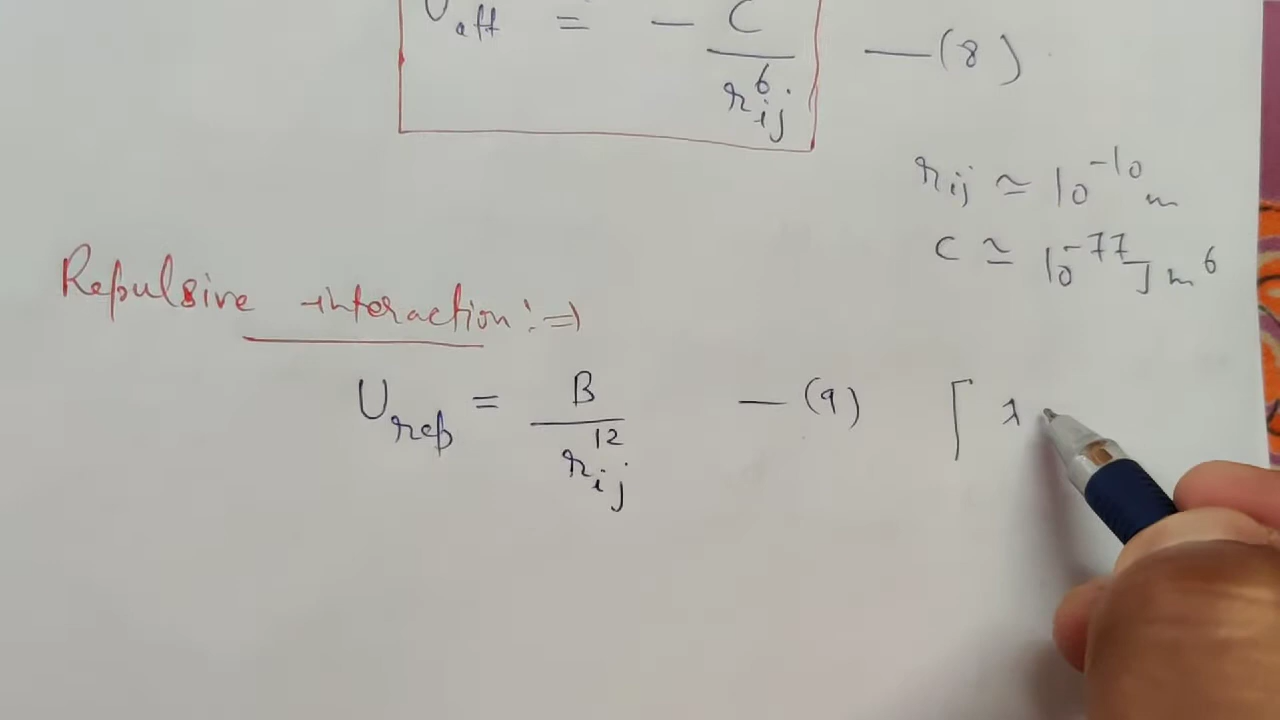 U_att = - C / r_ij^6 —(8)
r_ij ≃ 10^-10 m
C ≃ 10^-77 J m^6
Repulsive interaction :⇒
U_rep = B / r_ij^12 —(9) [ λ